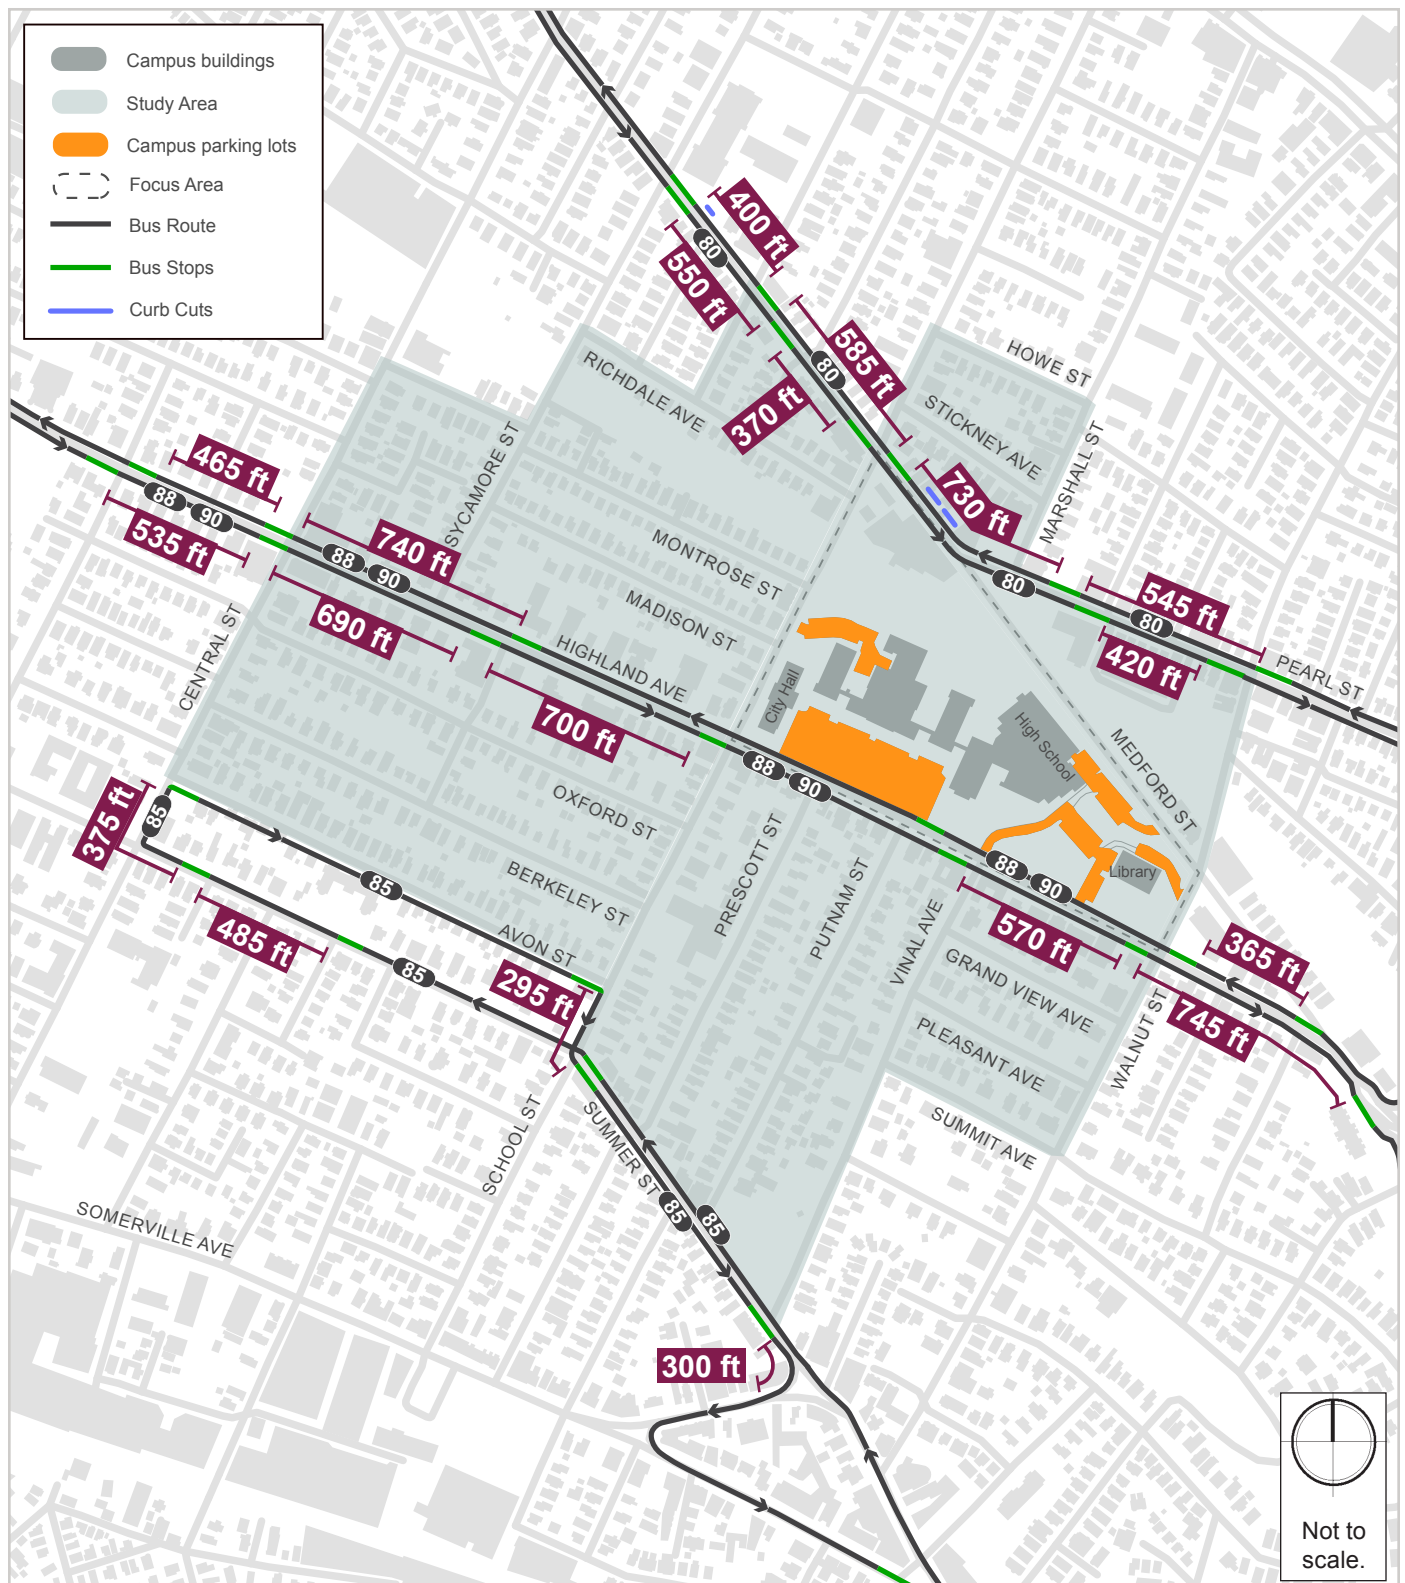 Campus buildings
Study Area
Campus parking lots
Focus Area
Bus Route
Bus Stops
Curb Cuts
400 ft
80
550 ft
585 ft
80
370 ft
HOWE ST
RICHDALE AVE
STICKNEY AVE
MARSHALL ST
SYCAMORE ST
465 ft
88
90
535 ft
730 ft
740 ft
88
90
MONTROSE ST
80
545 ft
80
690 ft
MADISON ST
420 ft
CENTRAL ST
HIGHLAND AVE
PEARL ST
City Hall
High School
700 ft
MEDFORD ST
88
90
375 ft
85
OXFORD ST
85
BERKELEY ST
PRESCOTT ST
PUTNAM ST
88
90
Library
485 ft
AVON ST
VINAL AVE
570 ft
365 ft
85
295 ft
GRAND VIEW AVE
745 ft
WALNUT ST
PLEASANT AVE
SCHOOL ST
SUMMER ST
SUMMIT AVE
SOMERVILLE AVE
85
85
300 ft
Not to
scale.